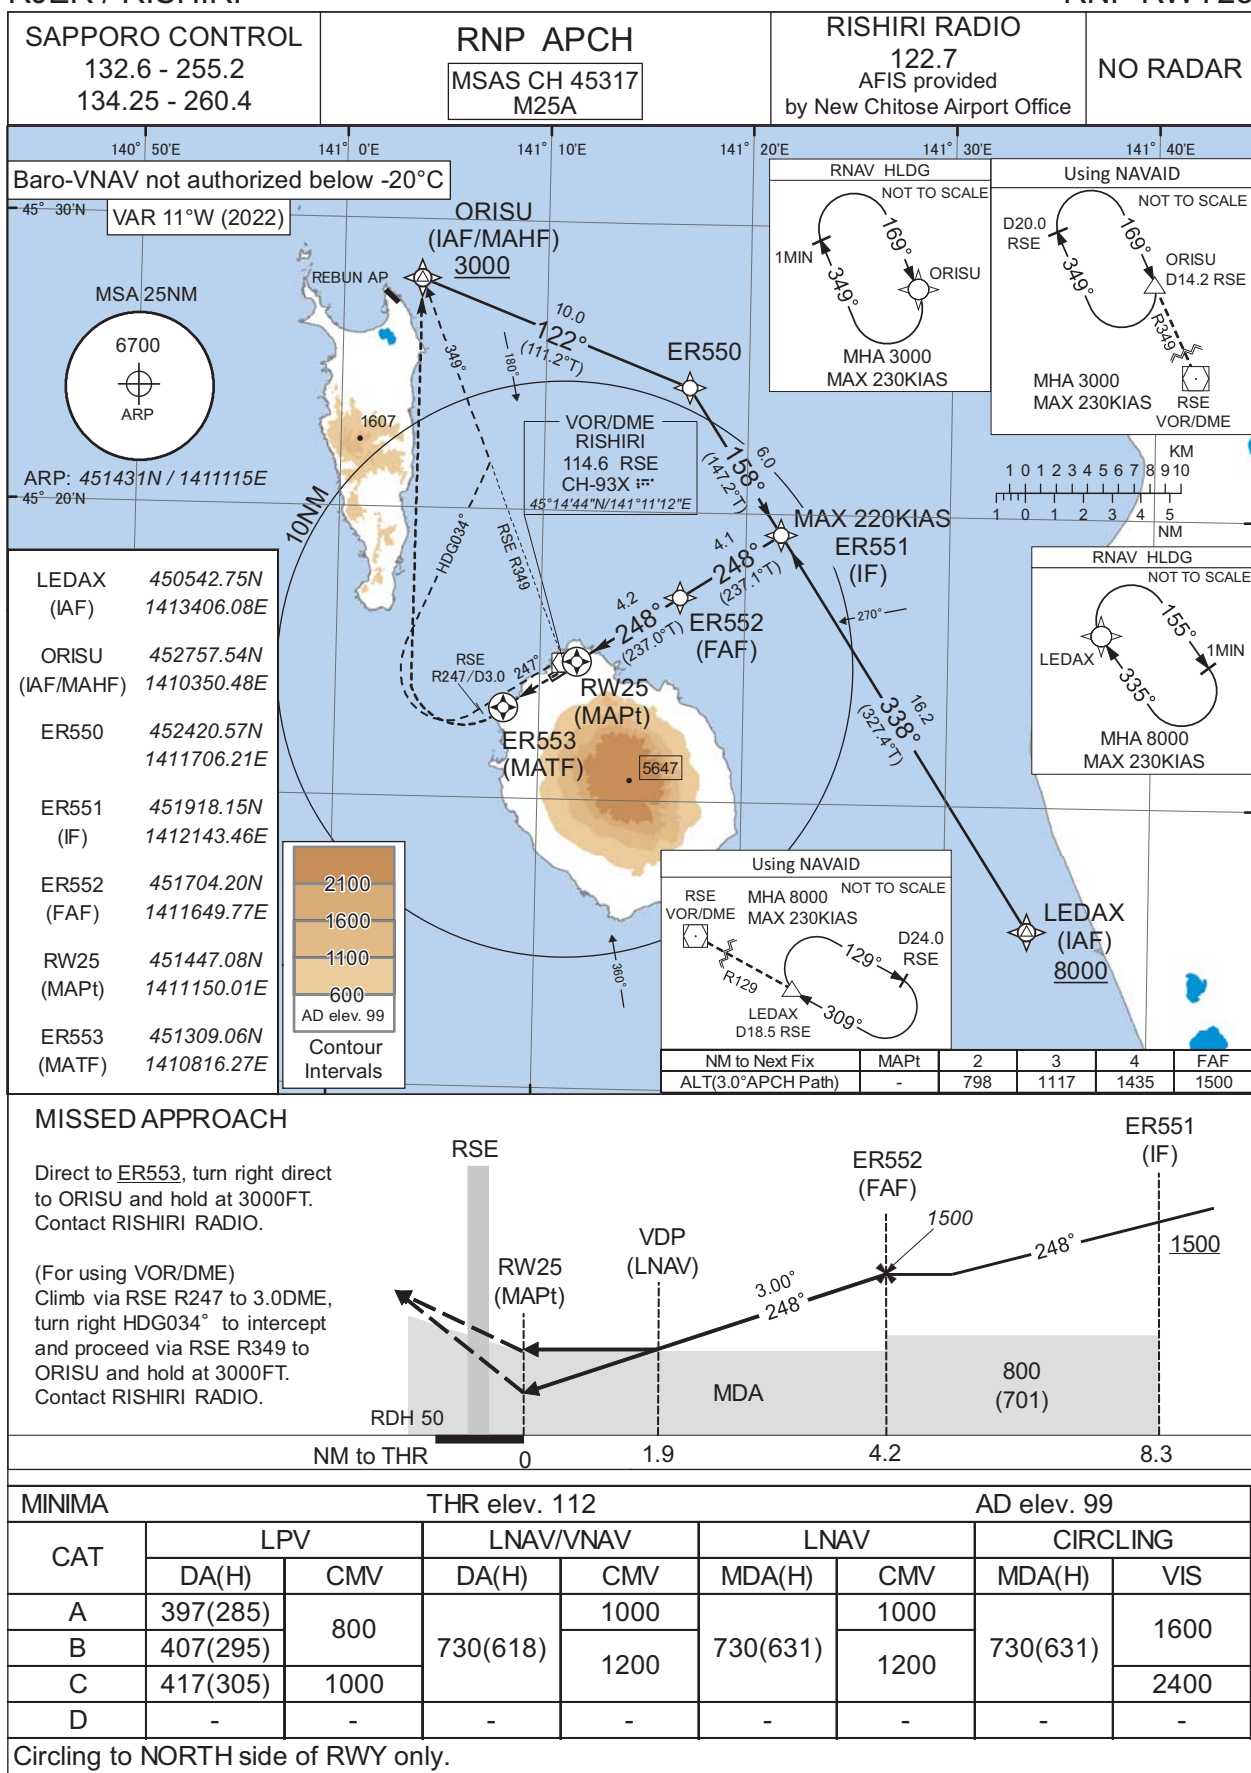 SAPPORO CONTROL
132.6 - 255.2
134.25 - 260.4
RNP APCH
MSAS CH 45317
M25A
RISHIRI RADIO
122.7
AFIS provided
by New Chitose Airport Office
NO RADAR
140° 50'E
141° 0'E
141° 10'E
141° 20'E
141° 30'E
141° 40'E
Baro-VNAV not authorized below -20°C
45° 30'N
VAR 11°W (2022)
MSA 25NM
6700
ARP
ARP: 451431N / 1411115E
45° 20'N
ORISU
(IAF/MAHF)
3000
REBUN AP
1607
10.0
122°
(111.2°T)
ER550
180°
349°
VOR/DME
RISHIRI
114.6 RSE
CH-93X
45°14'44"N/141°11'12"E
6.0
158°
(147.2°T)
10NM
HDG034°
RSE R349
MAX 220KIAS
ER551
(IF)
4.1
248°
(237.1°T)
4.2
248°
(237.0°T)
ER552
(FAF)
270°
RSE
R247/D3.0
247°
RW25
(MAPt)
ER553
(MATF)
5647
16.2
338°
(327.4°T)
360°
LEDAX
(IAF)
8000
RNAV HLDG
NOT TO SCALE
1MIN
169°
349°
ORISU
MHA 3000
MAX 230KIAS
Using NAVAID
NOT TO SCALE
D20.0
RSE
169°
349°
ORISU
D14.2 RSE
R349
MHA 3000
MAX 230KIAS
RSE
VOR/DME
KM
1 0 1 2 3 4 5 6 7 8 9 10
1 0 1 2 3 4 5
NM
RNAV HLDG
NOT TO SCALE
155°
1MIN
LEDAX
335°
MHA 8000
MAX 230KIAS
Using NAVAID
NOT TO SCALE
RSE
VOR/DME
MHA 8000
MAX 230KIAS
D24.0
RSE
129°
R129
309°
LEDAX
D18.5 RSE
LEDAX 450542.75N
(IAF) 1413406.08E
ORISU 452757.54N
(IAF/MAHF) 1410350.48E
ER550 452420.57N
1411706.21E
ER551 451918.15N
(IF) 1412143.46E
ER552 451704.20N
(FAF) 1411649.77E
RW25 451447.08N
(MAPt) 1411150.01E
ER553 451309.06N
(MATF) 1410816.27E
2100
1600
1100
600
AD elev. 99
Contour
Intervals
NM to Next Fix MAPt 2 3 4 FAF
ALT(3.0°APCH Path) - 798 1117 1435 1500
MISSED APPROACH
Direct to ER553, turn right direct
to ORISU and hold at 3000FT.
Contact RISHIRI RADIO.
(For using VOR/DME)
Climb via RSE R247 to 3.0DME,
turn right HDG034° to intercept
and proceed via RSE R349 to
ORISU and hold at 3000FT.
Contact RISHIRI RADIO.
RSE
RW25
(MAPt)
VDP
(LNAV)
ER552
(FAF)
ER551
(IF)
1500
248°
1500
3.00°
248°
MDA
800
(701)
RDH 50
NM to THR 0 1.9 4.2 8.3
MINIMA THR elev. 112 AD elev. 99
CAT LPV LNAV/VNAV LNAV CIRCLING
DA(H) CMV DA(H) CMV MDA(H) CMV MDA(H) VIS
A 397(285) 800 730(618) 1000 730(631) 1000 730(631) 1600
B 407(295) 1200 1200
C 417(305) 1000 2400
D - - - - - - - -
Circling to NORTH side of RWY only.